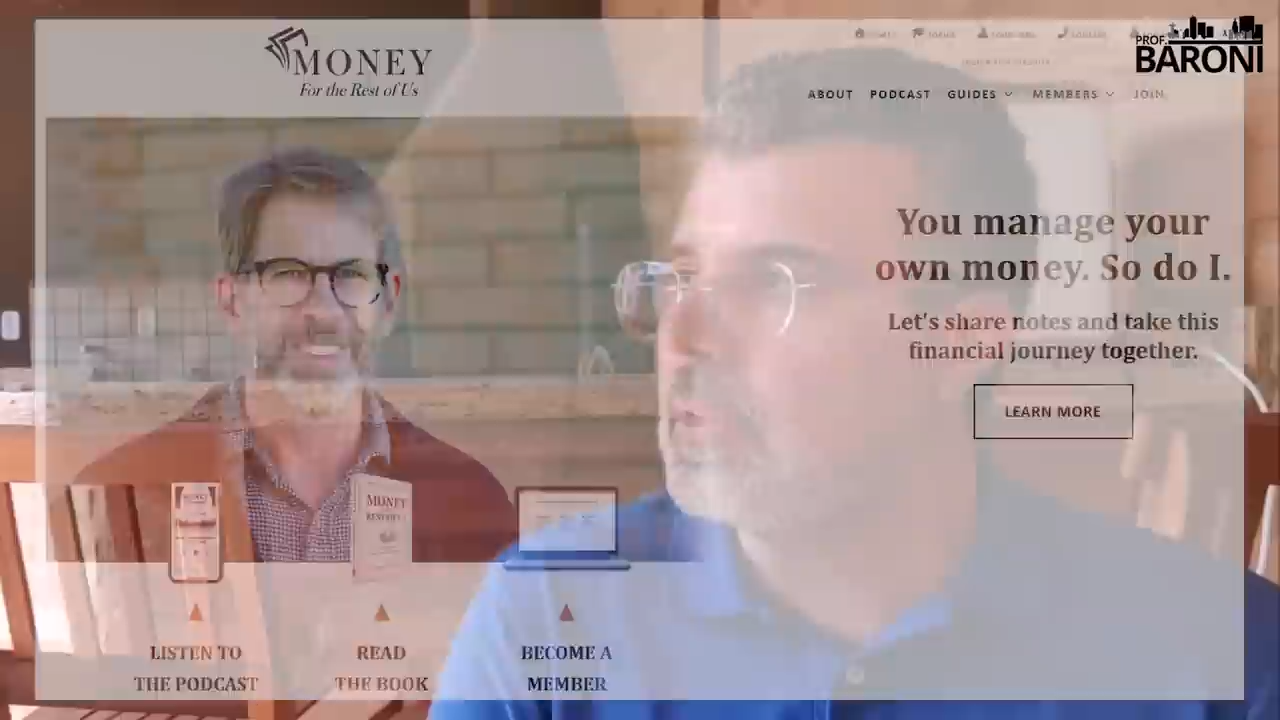 MONEY
For the Rest of Us
PROF.
BARONI
ABOUT PODCAST GUIDES MEMBERS JOIN
You manage your
own money. So do I.
Let's share notes and take this
financial journey together.
LEARN MORE
MONEY
LISTEN TO
THE PODCAST
READ
THE BOOK
BECOME A
MEMBER